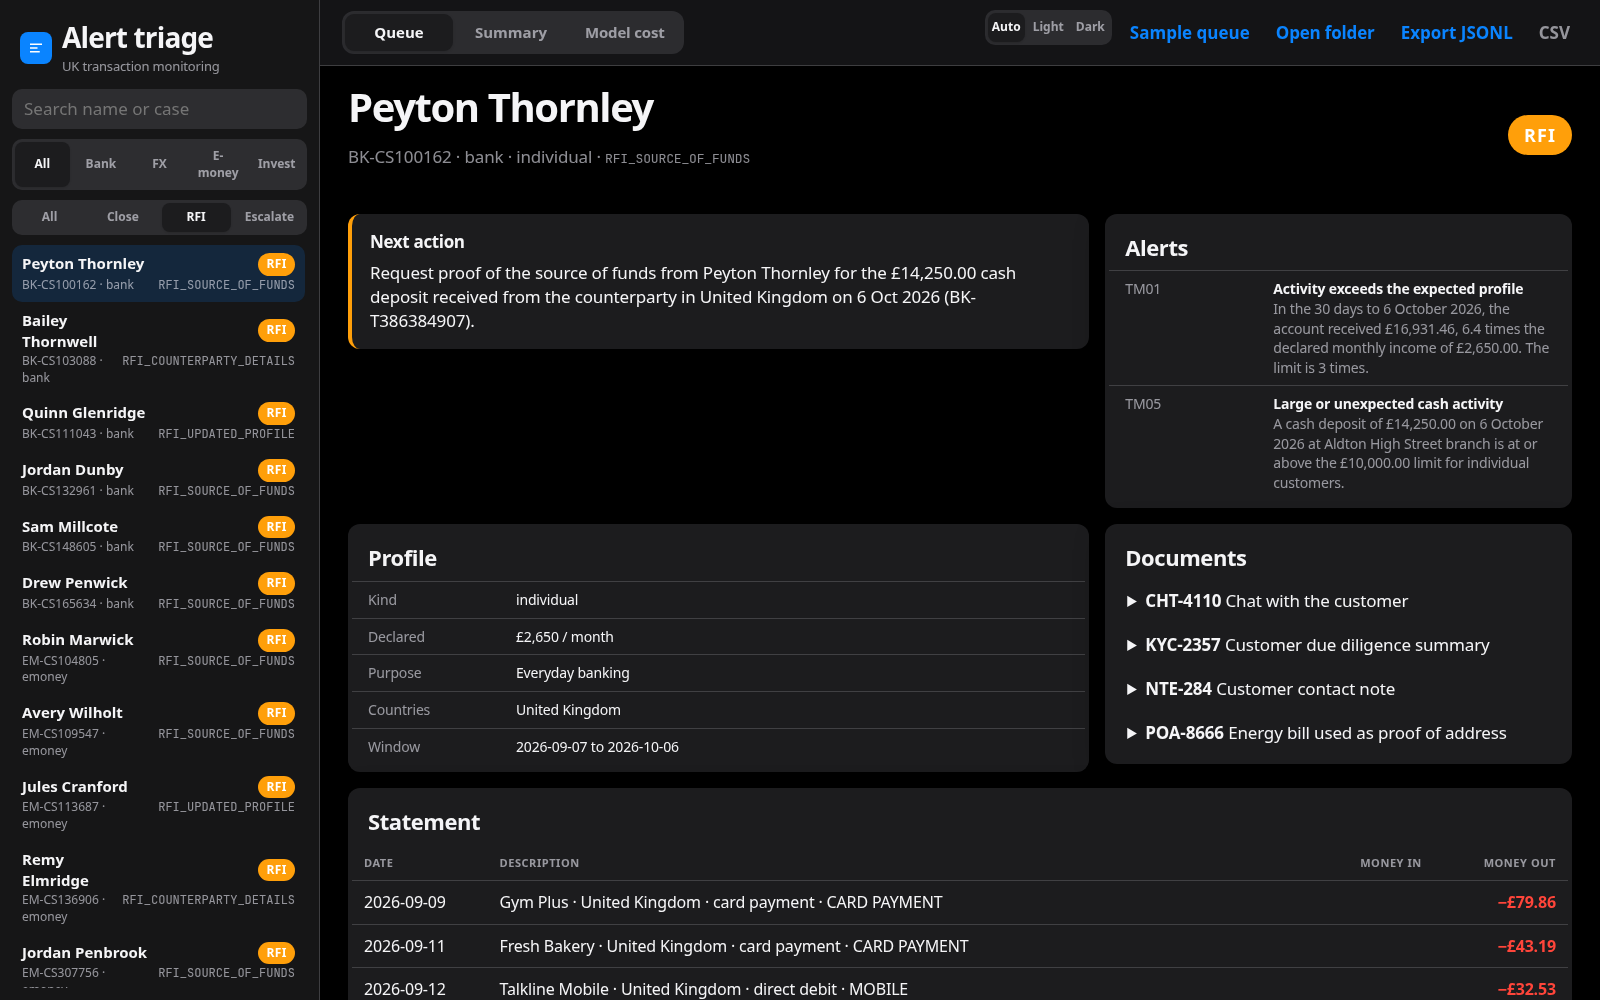 Alert triage
UK transaction monitoring
Search name or case
All Bank FX E-money Invest
All Close RFI Escalate
Peyton Thornley RFI
BK-CS100162 · bank RFI_SOURCE_OF_FUNDS
Bailey Thornwell RFI
BK-CS103088 · bank RFI_COUNTERPARTY_DETAILS
Quinn Glenridge RFI
BK-CS111043 · bank RFI_UPDATED_PROFILE
Jordan Dunby RFI
BK-CS132961 · bank RFI_SOURCE_OF_FUNDS
Sam Millcote RFI
BK-CS148605 · bank RFI_SOURCE_OF_FUNDS
Drew Penwick RFI
BK-CS165634 · bank RFI_SOURCE_OF_FUNDS
Robin Marwick RFI
EM-CS104805 · emoney RFI_SOURCE_OF_FUNDS
Avery Wilholt RFI
EM-CS109547 · emoney RFI_SOURCE_OF_FUNDS
Jules Cranford RFI
EM-CS113687 · emoney RFI_UPDATED_PROFILE
Remy Elmridge RFI
EM-CS136906 · emoney RFI_COUNTERPARTY_DETAILS
Jordan Penbrook RFI
EM-CS307756 · RFI_SOURCE_OF_FUNDS
Queue Summary Model cost
Auto Light Dark Sample queue Open folder Export JSONL CSV
Peyton Thornley
BK-CS100162 · bank · individual · RFI_SOURCE_OF_FUNDS
RFI
Next action
Request proof of the source of funds from Peyton Thornley for the £14,250.00 cash
deposit received from the counterparty in United Kingdom on 6 Oct 2026 (BK-
T386384907).
Alerts
TM01 Activity exceeds the expected profile
In the 30 days to 6 October 2026, the
account received £16,931.46, 6.4 times the
declared monthly income of £2,650.00. The
limit is 3 times.
TM05 Large or unexpected cash activity
A cash deposit of £14,250.00 on 6 October
2026 at Aldton High Street branch is at or
above the £10,000.00 limit for individual
customers.
Profile
Kind individual
Declared £2,650 / month
Purpose Everyday banking
Countries United Kingdom
Window 2026-09-07 to 2026-10-06
Documents
CHT-4110 Chat with the customer
KYC-2357 Customer due diligence summary
NTE-284 Customer contact note
POA-8666 Energy bill used as proof of address
Statement
DATE DESCRIPTION MONEY IN MONEY OUT
2026-09-09 Gym Plus · United Kingdom · card payment · CARD PAYMENT −£79.86
2026-09-11 Fresh Bakery · United Kingdom · card payment · CARD PAYMENT −£43.19
2026-09-12 Talkline Mobile · United Kingdom · direct debit · MOBILE −£32.53